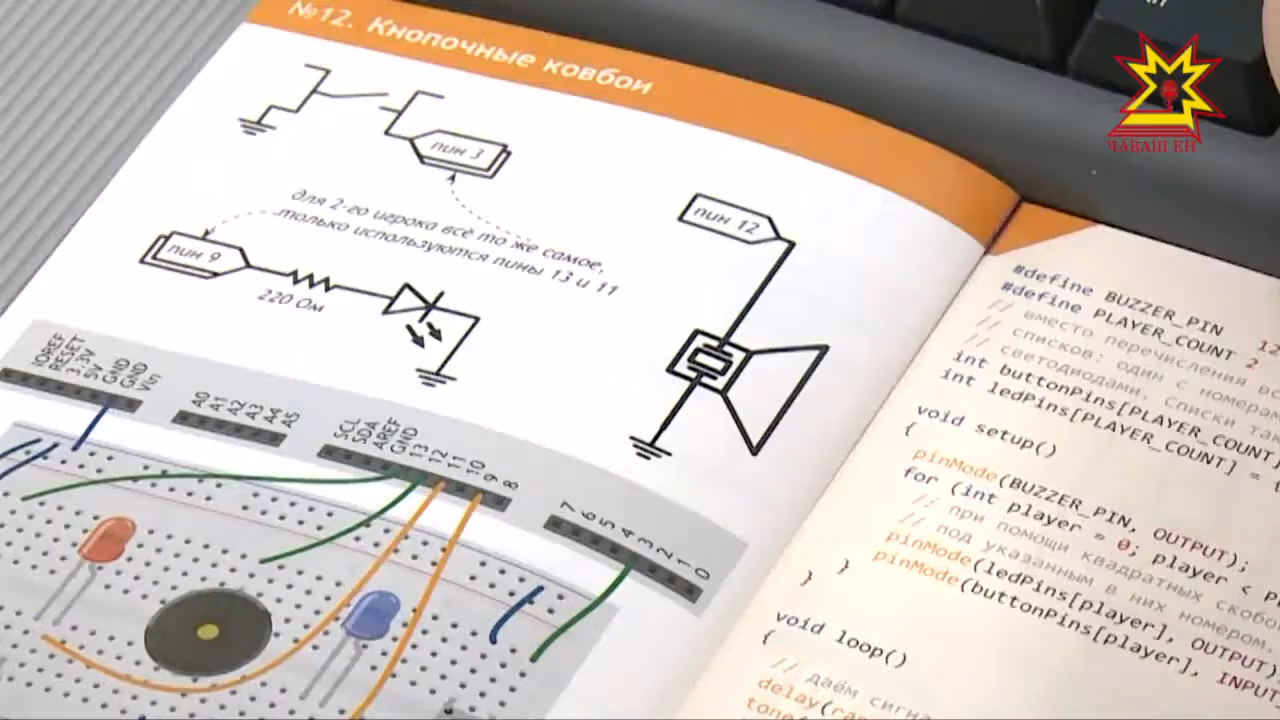 №12. Кнопочные ковбои
ЧАВАШ ЕН
пин 3
для 2-го игрока всё то же самое,
только используются пины 13 и 11
пин 9
220 Ом
пин 12
IOREF
RESET
3.3V
5V
GND
GND
Vin
A0
A1
A2
A3
A4
A5
SCL
SDA
AREF
GND
13
12
11
10
9
8
7
6
5
4
3
2
1
0
#define BUZZER_PIN 12
#define PLAYER_COUNT 2
// вместо перечисления
// списков: один с номерам
// светодиодами. Списки
int buttonPins[PLAYER_COUNT]
int ledPins[PLAYER_COUNT] = {
void setup()
{
pinMode(BUZZER_PIN, OUTPUT);
for (int player = 0; player <
// при помощи квадратных скобо
// под указанным в них номером.
pinMode(ledPins[player], OUTPUT)
pinMode(buttonPins[player], INPUT
}
}
void loop()
{
// даём сигна
delay(ran
tone(